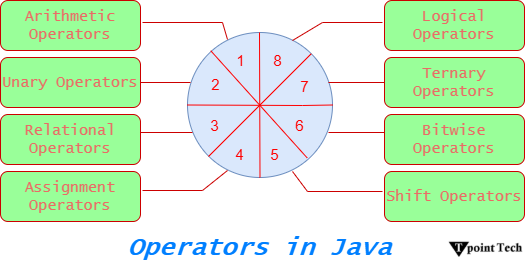 Arithmetic
Operators
Unary Operators
Relational
Operators
Assignment
Operators
1
2
3
4
5
6
7
8
Logical
Operators
Ternary
Operators
Bitwise
Operators
Shift Operators
Operators in Java
Tpoint Tech